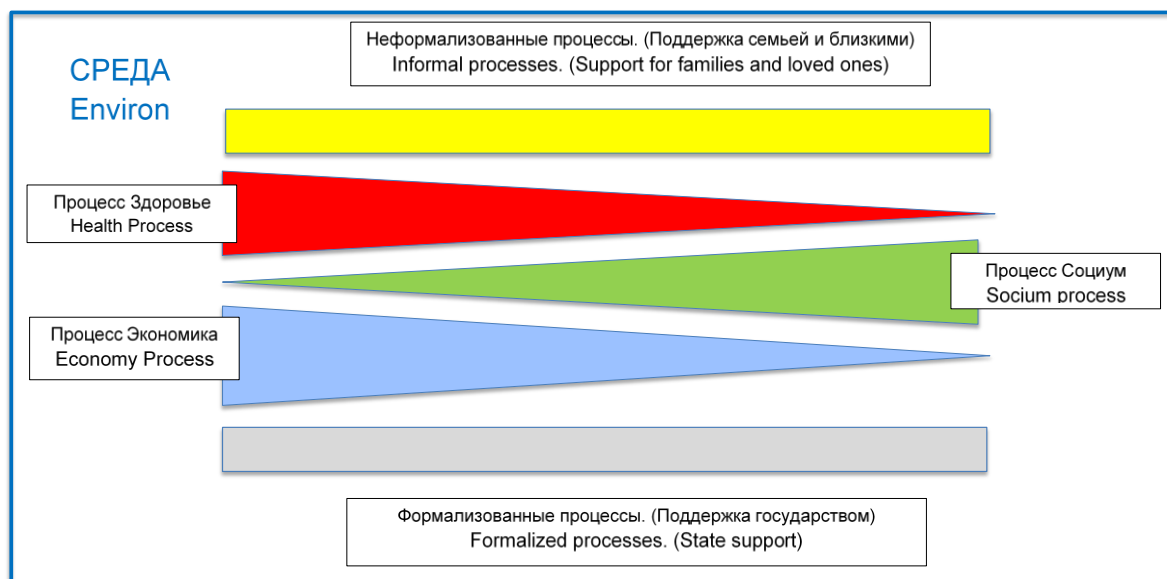 Неформализованные процессы. (Поддержка семьей и близкими)
Informal processes. (Support for families and loved ones)
СРЕДА
Environ
Процесс Здоровье
Health Process
Процесс Социум
Socium process
Процесс Экономика
Economy Process
Формализованные процессы. (Поддержка государством)
Formalized processes. (State support)